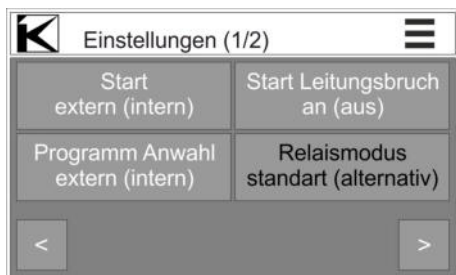 K
Einstellungen (1/2)
Start
extern (intern)
Start Leitungsbruch
an (aus)
Programm Anwahl
extern (intern)
Relaismodus
standart (alternativ)
<
>